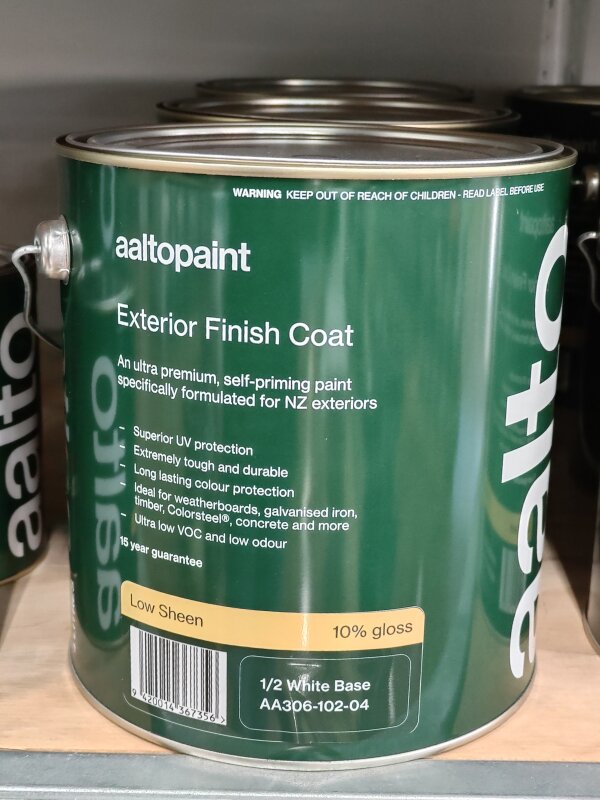 WARNING KEEP OUT OF REACH OF CHILDREN - READ LABEL BEFORE USE
aaltopaint
Exterior Finish Coat
An ultra premium, self-priming paint
specifically formulated for NZ exteriors
– Superior UV protection
– Extremely tough and durable
– Long lasting colour protection
– Ideal for weatherboards, galvanised iron,
timber, Colorsteel®, concrete and more
– Ultra low VOC and low odour
15 year guarantee
Low Sheen
10% gloss
9 420014 367356 >
1/2 White Base
AA306-102-04
aalto
aalto